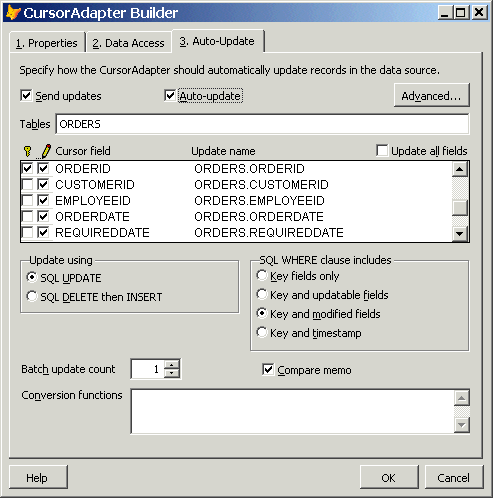 CursorAdapter Builder
1. Properties 2. Data Access 3. Auto-Update
Specify how the CursorAdapter should automatically update records in the data source.
Send updates Auto-update Advanced...
Tables ORDERS
Cursor field Update name Update all fields
ORDERID ORDERS.ORDERID
CUSTOMERID ORDERS.CUSTOMERID
EMPLOYEEID ORDERS.EMPLOYEEID
ORDERDATE ORDERS.ORDERDATE
REQUIREDDATE ORDERS.REQUIREDDATE
Update using SQL WHERE clause includes
SQL UPDATE Key fields only
SQL DELETE then INSERT Key and updatable fields
Key and modified fields
Key and timestamp
Batch update count 1 Compare memo
Conversion functions
Help OK Cancel